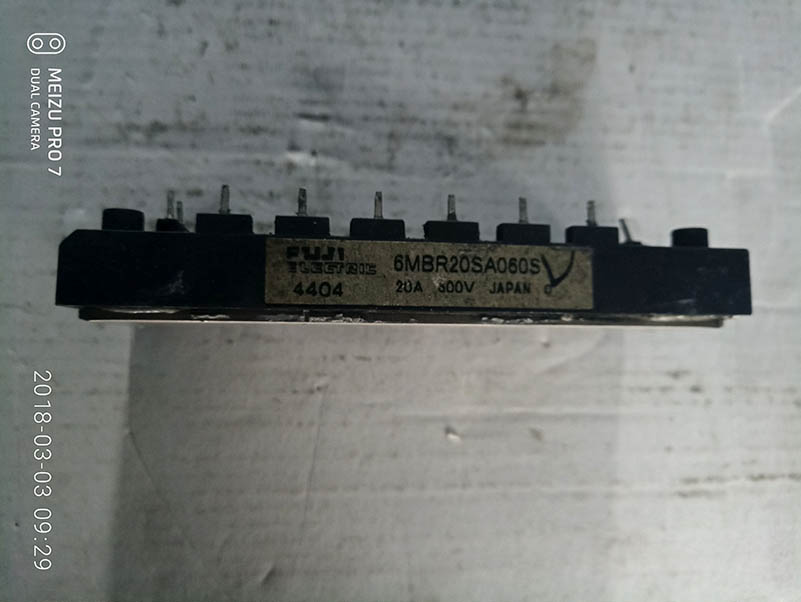 FUJI
ELECTRIC
6MBR20SA060S
4404
20A 600V JAPAN O
MEIZU PRO 7
DUAL CAMERA
2018-03-03 09:29